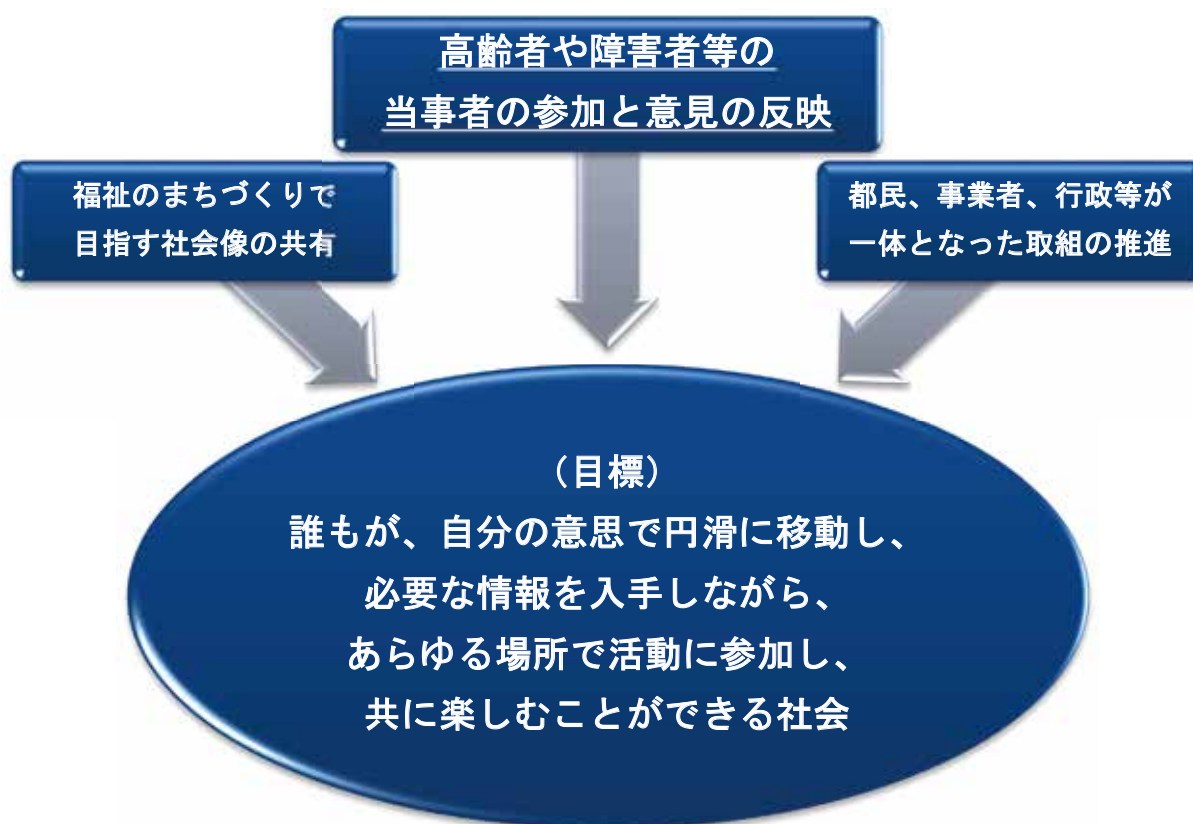 高齢者や障害者等の
当事者の参加と意見の反映
福祉のまちづくりで
目指す社会像の共有
都民、事業者、行政等が
一体となった取組の推進
（目標）
誰もが、自分の意思で円滑に移動し、
必要な情報を入手しながら、
あらゆる場所で活動に参加し、
共に楽しむことができる社会